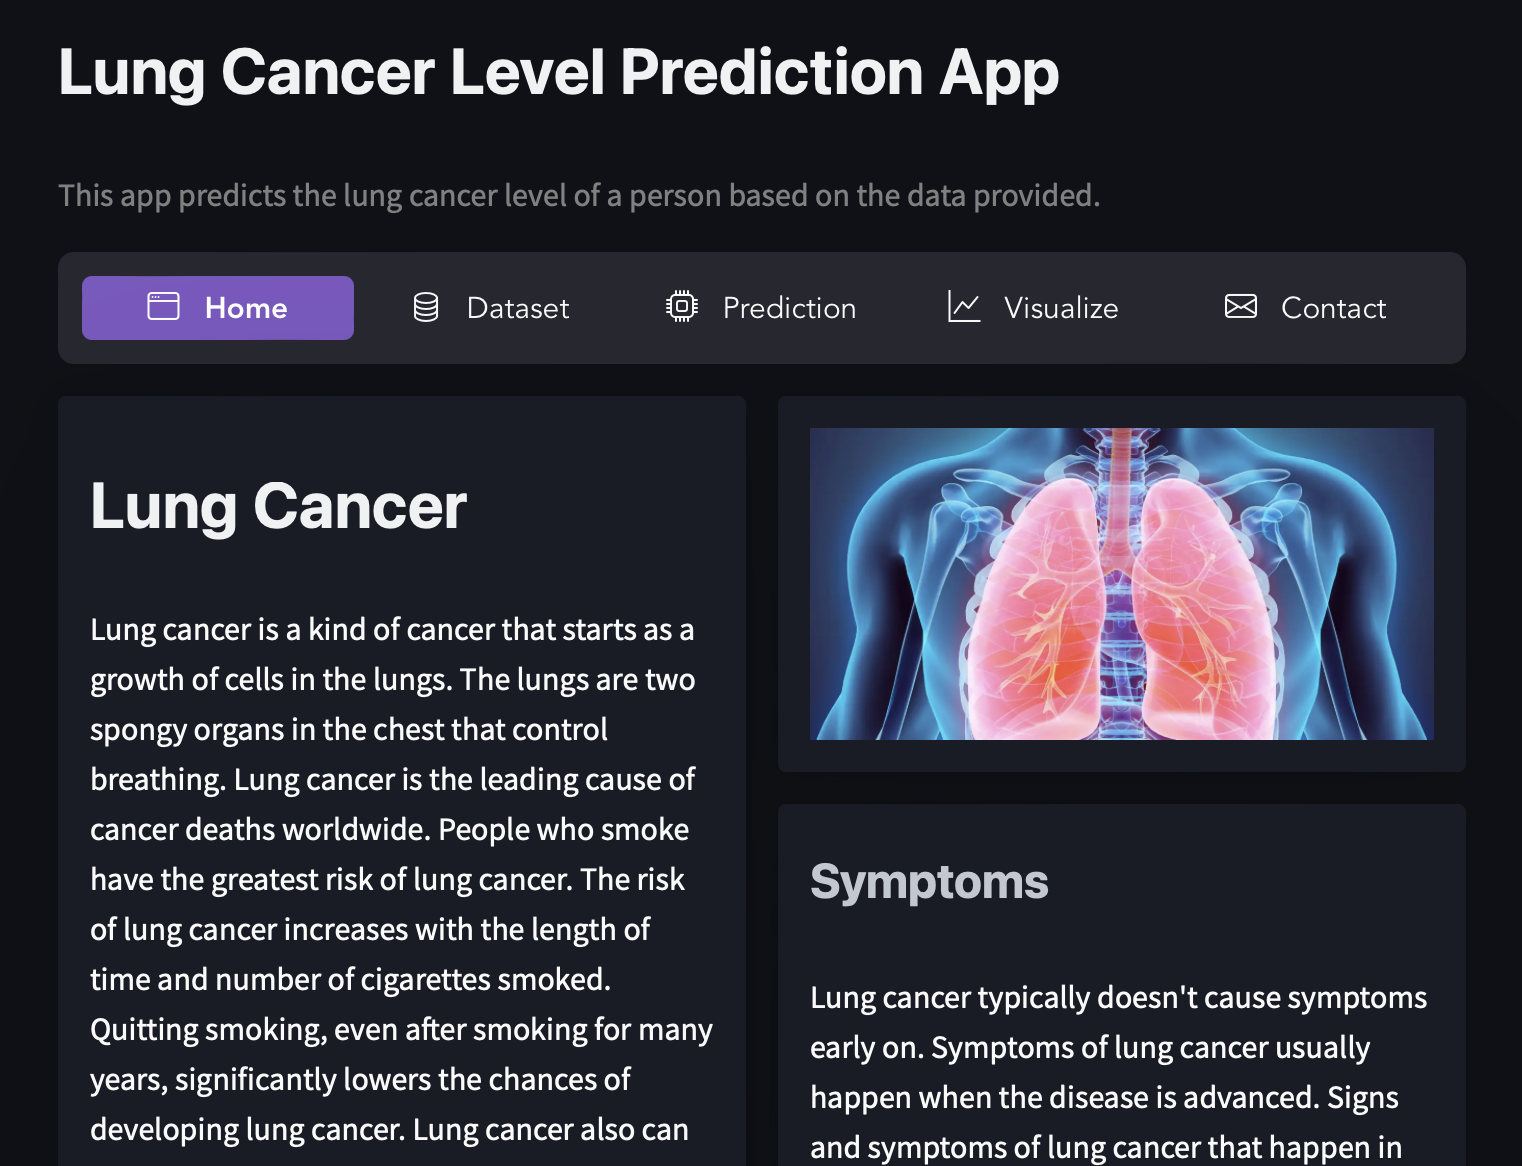 Lung Cancer Level Prediction App
This app predicts the lung cancer level of a person based on the data provided.
Home
Dataset
Prediction
Visualize
Contact
Lung Cancer
Lung cancer is a kind of cancer that starts as a
growth of cells in the lungs. The lungs are two
spongy organs in the chest that control
breathing. Lung cancer is the leading cause of
cancer deaths worldwide. People who smoke
have the greatest risk of lung cancer. The risk
of lung cancer increases with the length of
time and number of cigarettes smoked.
Quitting smoking, even after smoking for many
years, significantly lowers the chances of
developing lung cancer. Lung cancer also can
Symptoms
Lung cancer typically doesn't cause symptoms
early on. Symptoms of lung cancer usually
happen when the disease is advanced. Signs
and symptoms of lung cancer that happen in